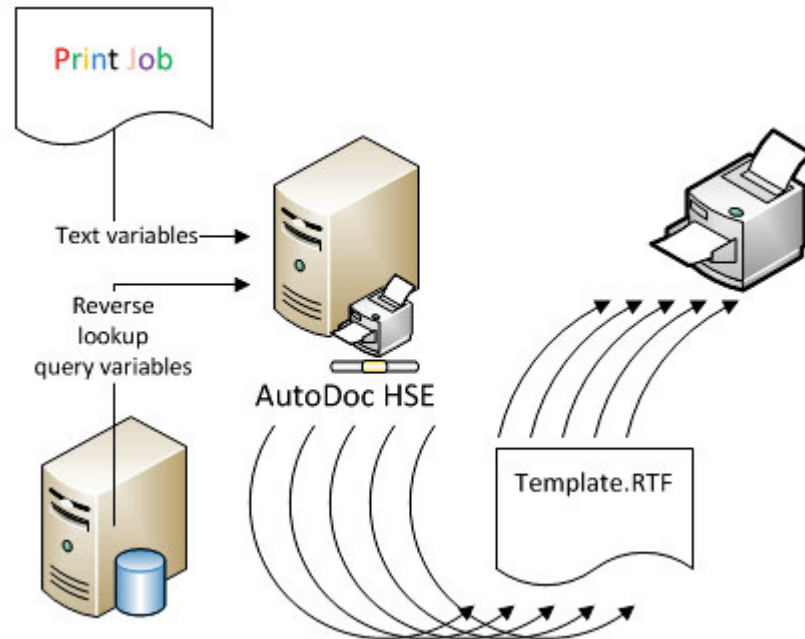 Print Job
Text variables
Reverse
lookup
query variables
AutoDoc HSE
Template.RTF